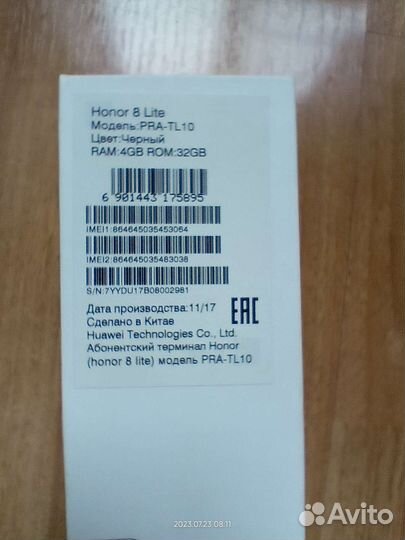 Honor 8 Lite
Модель:PRA-TL10
Цвет:Черный
RAM:4GB ROM:32GB
6 901443 175895
IMEI1:864645035453064
IMEI2:864645035483038
S/N:7YYDU17B08002981
Дата производства:11/17
Сделано в Китае
Huawei Technologies Co., Ltd.
Абонентский терминал Honor
(honor 8 lite) модель PRA-TL10
EAC
2023.07.23 08:11
Avito